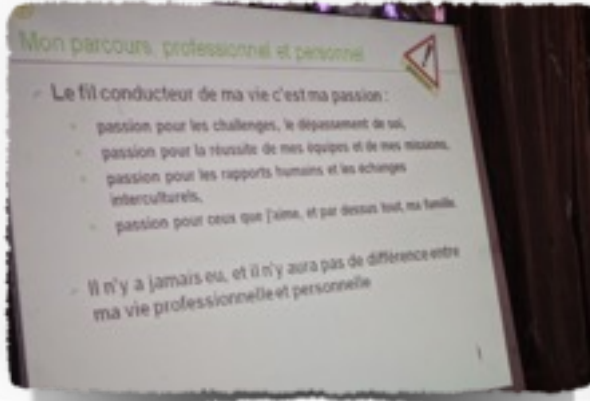 Mon parcours, professionnel et personnel
Le fil conducteur de ma vie c'est ma passion :
passion pour les challenges, le dépassement de soi,
passion pour la réussite de mes équipes et de mes missions,
passion pour les rapports humains et les échanges
interculturels,
passion pour ceux que j'aime, et par dessus tout, ma famille
Il n'y a jamais eu, et il n'y aura pas de différence entre
ma vie professionnelle et personnelle